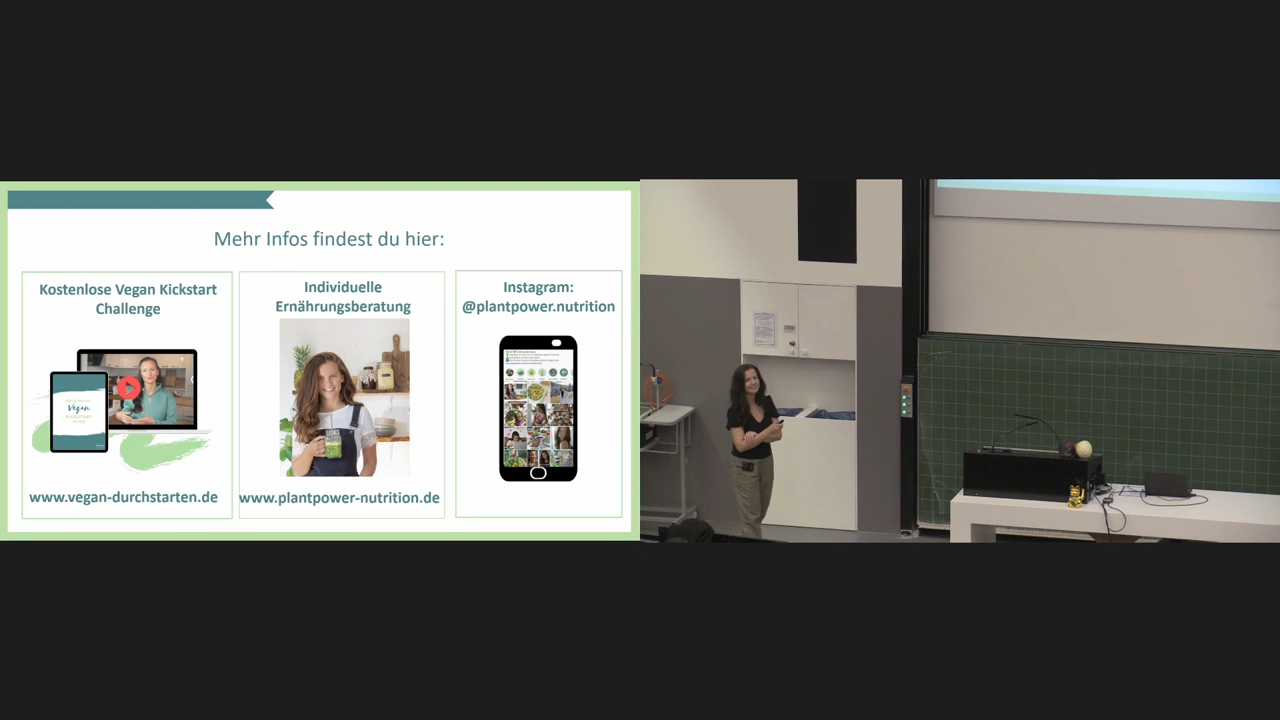 Mehr Infos findest du hier:
Kostenlose Vegan Kickstart
Challenge
Vegan
www.vegan-durchstarten.de
Individuelle
Ernährungsberatung
www.plantpower-nutrition.de
Instagram:
@plantpower.nutrition